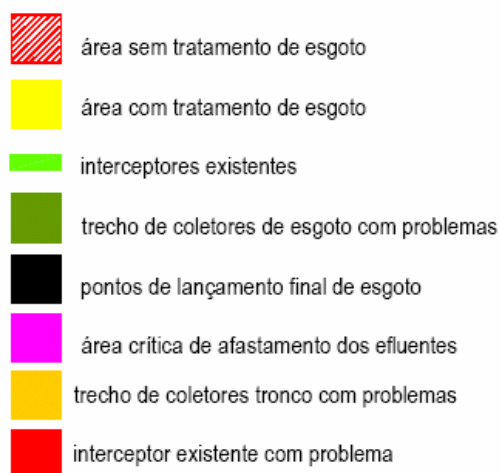 área sem tratamento de esgoto
área com tratamento de esgoto
interceptores existentes
trecho de coletores de esgoto com problemas
pontos de lançamento final de esgoto
área crítica de afastamento dos efluentes
trecho de coletores tronco com problemas
interceptor existente com problema